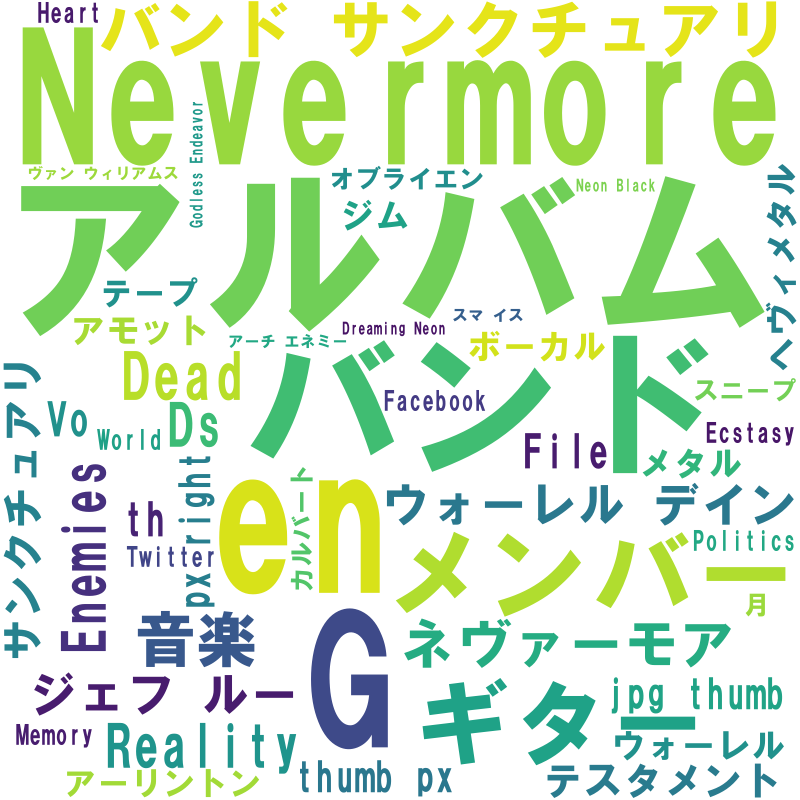 Heart
バンド サンクチュアリ
Nevermore
ヴァン ウィリアムス
Godless Endeavor
オブライエン
Neon Black
ジム
アルバム
ヘヴィメタル
テープ
アモット
アーチ エネミー
Dreaming Neon
スマ イス
ボーカル
Dead
バンド
スニープ
Facebook
サンクチュアリ
Vo
World
Ds
File
Ecstasy
メタル
Enemies
th
pxright
en
カルバート
ウォーレル デイン
Twitter
メンバー
Politics
月
音楽
G
ネヴァーモア
ジェフ ルー
ギター
jpg thumb
Memory
Reality
ウォーレル
アーリントン
thumb px
テスタメント